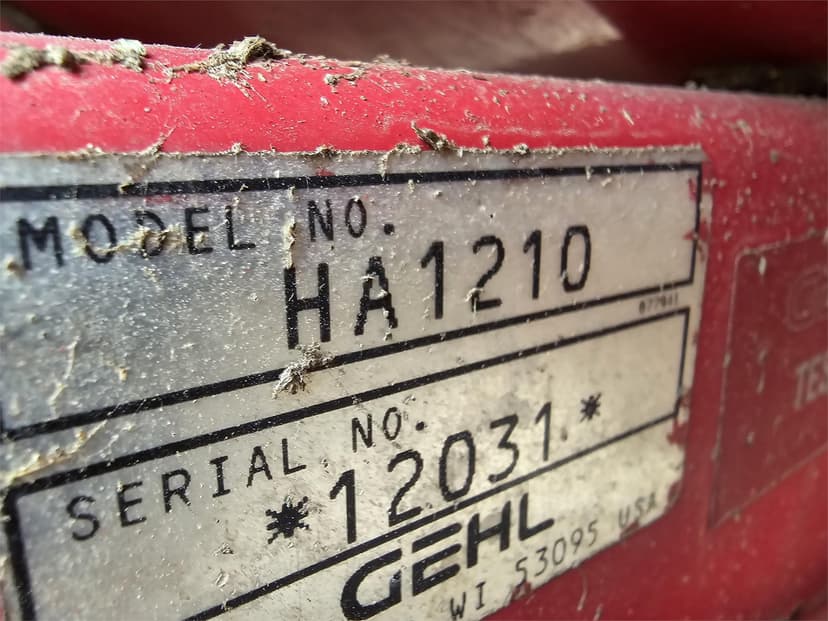 MODEL NO.
HA1210
SERIAL NO.
*12031.*
GEHL
WI 53095 USA